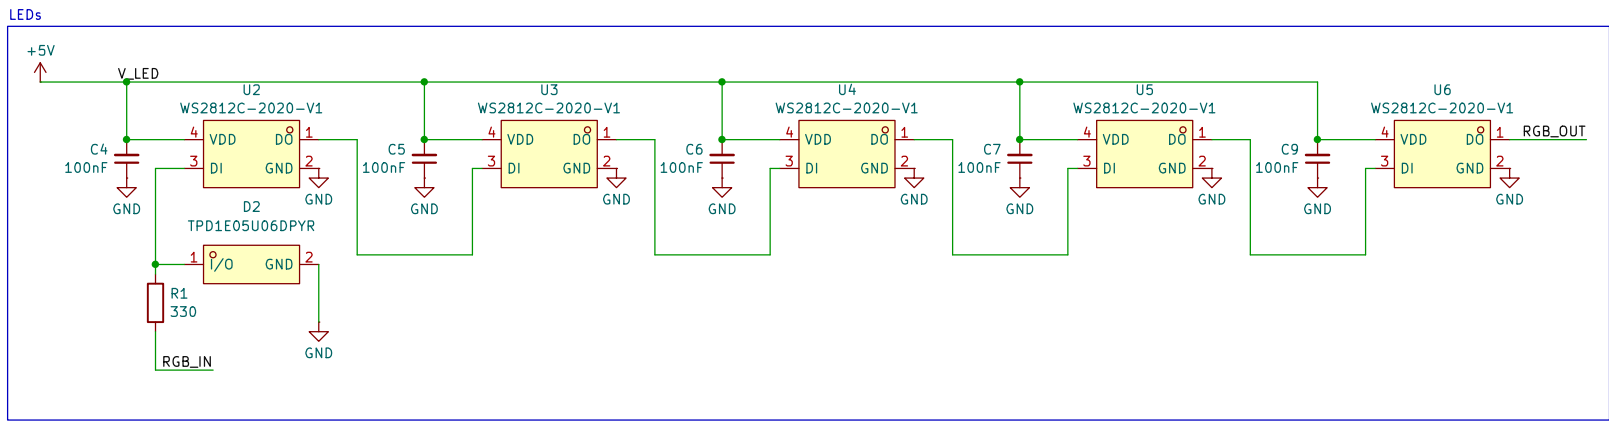 LEDs
+5V
V_LED
U2
WS2812C-2020-V1
4 VDD DO 1
3 DI GND 2
C4
100nF
GND
GND
U3
WS2812C-2020-V1
4 VDD DO 1
3 DI GND 2
C5
100nF
GND
GND
U4
WS2812C-2020-V1
4 VDD DO 1
3 DI GND 2
C6
100nF
GND
GND
U5
WS2812C-2020-V1
4 VDD DO 1
3 DI GND 2
C7
100nF
GND
GND
U6
WS2812C-2020-V1
4 VDD DO 1
3 DI GND 2
C9
100nF
GND
GND
RGB_OUT
D2
TPD1E05U06DPYR
1 I/O GND 2
R1
330
GND
RGB_IN